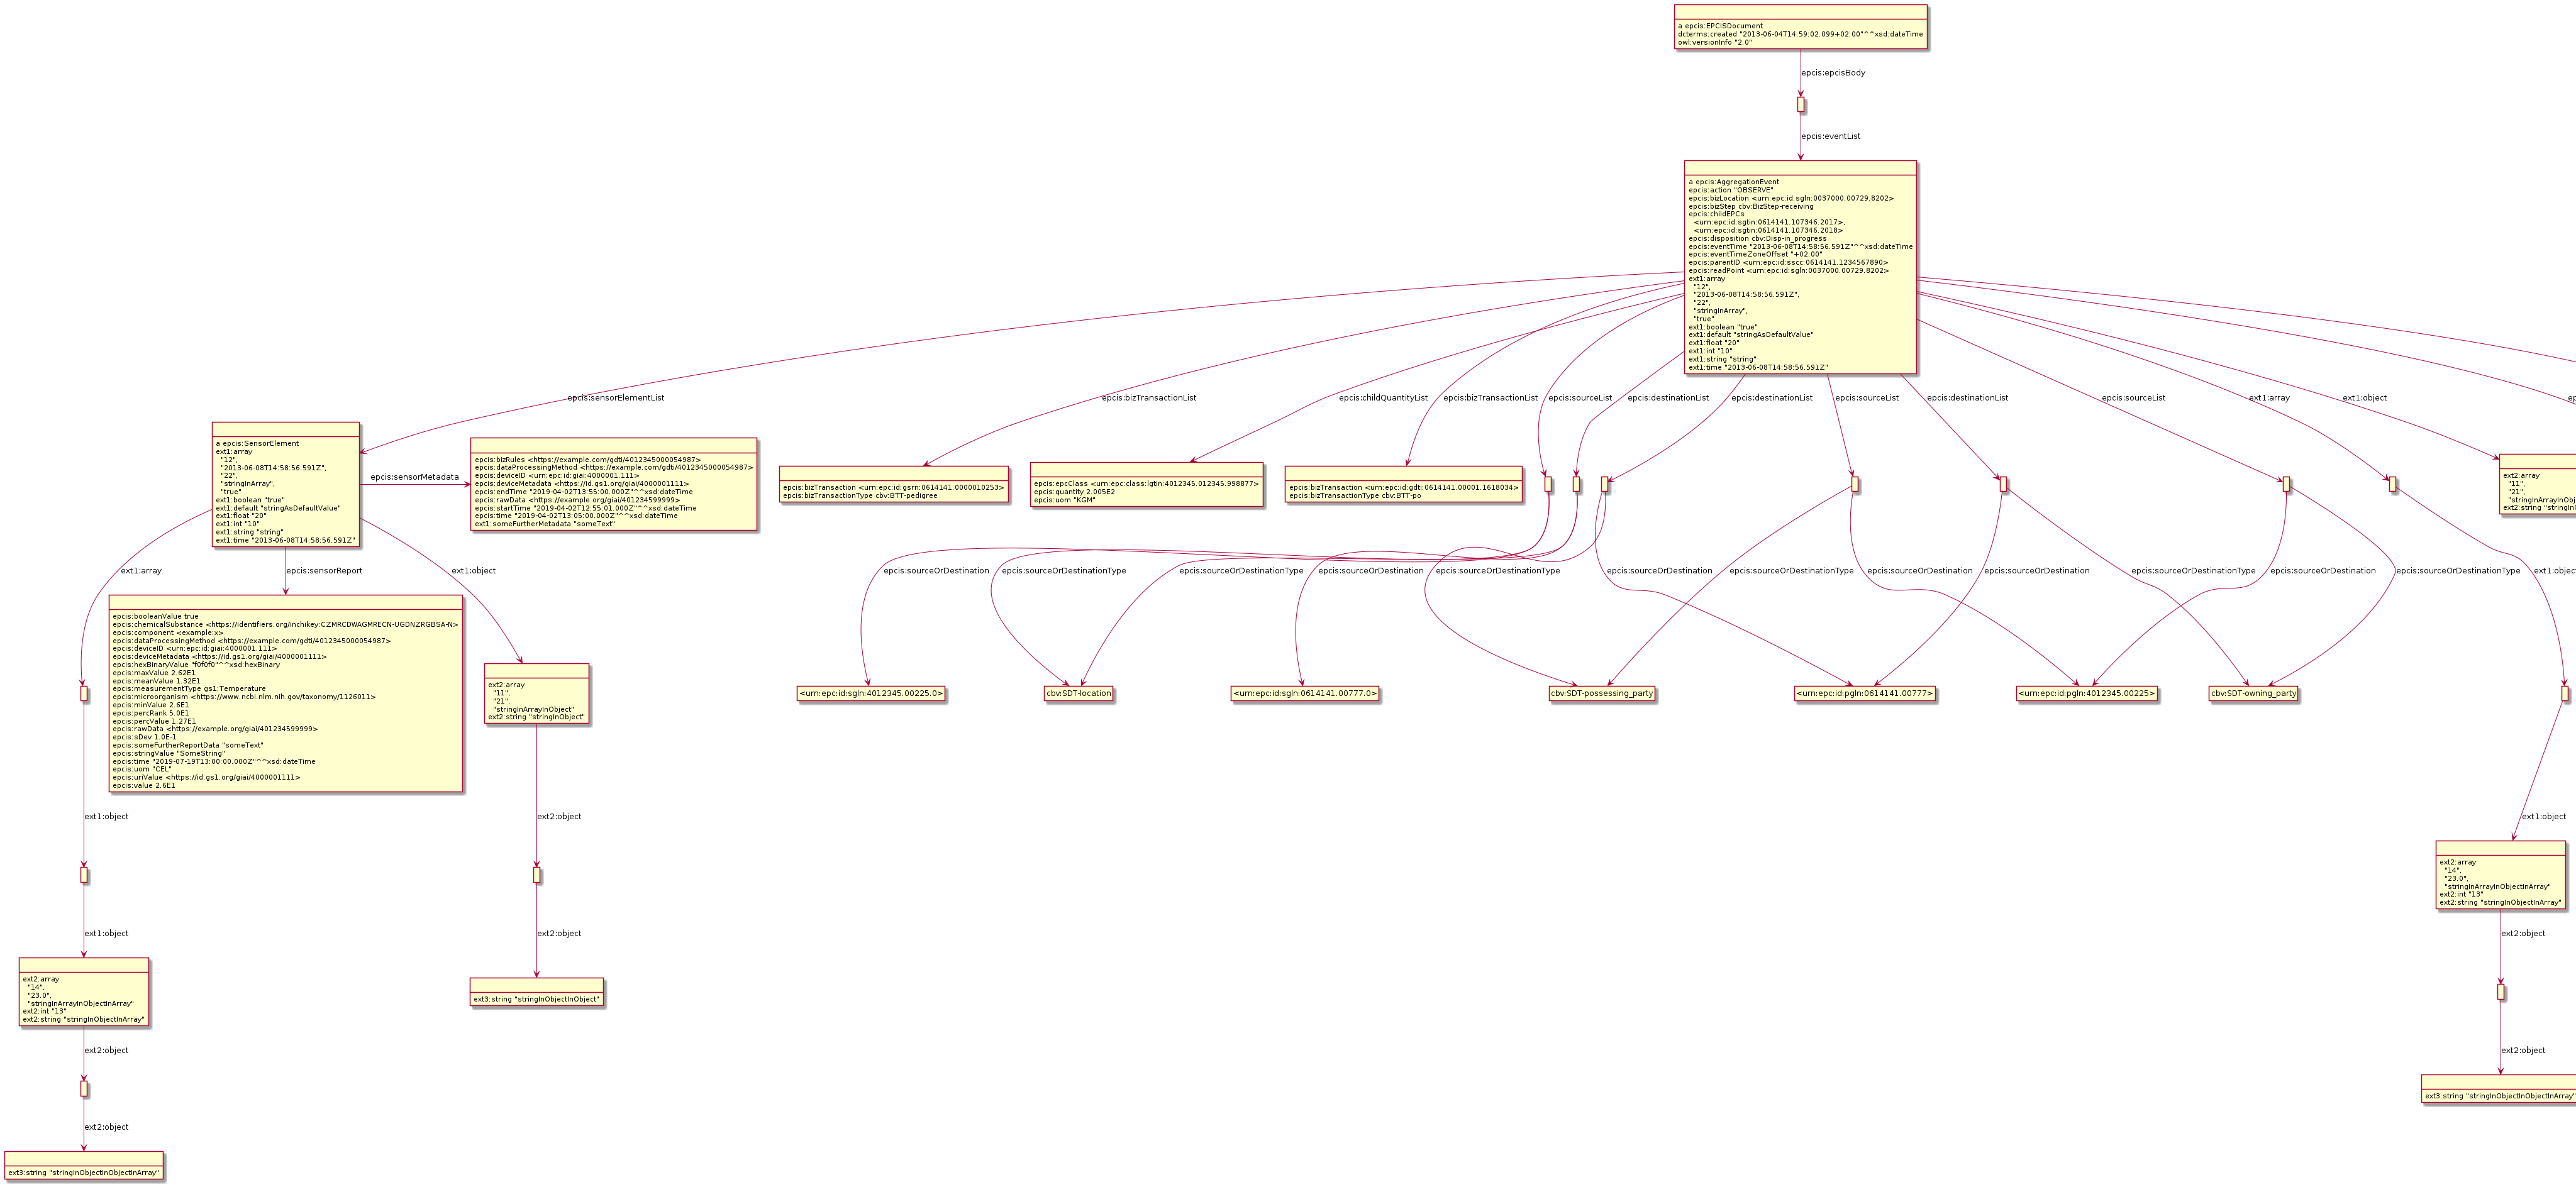 a epcis:EPCISDocument
dcterms:created "2013-06-04T14:59:02.099+02:00"^^xsd:dateTime
owl:versionInfo "2.0"
epcis:epcisBody
epcis:eventList
a epcis:AggregationEvent
epcis:action "OBSERVE"
epcis:bizLocation <urn:epc:id:sgln:0037000.00729.8202>
epcis:bizStep cbv:BizStep-receiving
epcis:childEPCs
<urn:epc:id:sgtin:0614141.107346.2017>,
<urn:epc:id:sgtin:0614141.107346.2018>
epcis:disposition cbv:Disp-in_progress
epcis:eventTime "2013-06-08T14:58:56.591Z"^^xsd:dateTime
epcis:eventTimeZoneOffset "+02:00"
epcis:parentID <urn:epc:id:sscc:0614141.1234567890>
epcis:readPoint <urn:epc:id:sgln:0037000.00729.8202>
ext1:array
"12",
"2013-06-08T14:58:56.591Z",
"22",
"stringInArray",
"true"
ext1:boolean "true"
ext1:default "stringAsDefaultValue"
ext1:float "20"
ext1:int "10"
ext1:string "string"
ext1:time "2013-06-08T14:58:56.591Z"
epcis:sensorElementList
epcis:bizTransactionList
epcis:childQuantityList
epcis:bizTransactionList
epcis:sourceList
epcis:destinationList
epcis:destinationList
epcis:sourceList
epcis:destinationList
epcis:sourceList
ext1:array
ext1:object
a epcis:SensorElement
ext1:array
"12",
"2013-06-08T14:58:56.591Z",
"22",
"stringInArray",
"true"
ext1:boolean "true"
ext1:default "stringAsDefaultValue"
ext1:float "20"
ext1:int "10"
ext1:string "string"
ext1:time "2013-06-08T14:58:56.591Z"
epcis:sensorMetadata
epcis:bizRules <https://example.com/gdti/4012345000054987>
epcis:dataProcessingMethod <https://example.com/gdti/4012345000054987>
epcis:deviceID <urn:epc:id:giai:4000001.111>
epcis:deviceMetadata <https://id.gs1.org/giai/4000001111>
epcis:endTime "2019-04-02T13:55:00.000Z"^^xsd:dateTime
epcis:rawData <https://example.org/giai/401234599999>
epcis:startTime "2019-04-02T12:55:01.000Z"^^xsd:dateTime
epcis:time "2019-04-02T13:05:00.000Z"^^xsd:dateTime
ext1:someFurtherMetadata "someText"
epcis:bizTransaction <urn:epc:id:gsrn:0614141.0000010253>
epcis:bizTransactionType cbv:BTT-pedigree
epcis:epcClass <urn:epc:class:lgtin:4012345.012345.998877>
epcis:quantity 2.005E2
epcis:uom "KGM"
epcis:bizTransaction <urn:epc:id:gdti:0614141.00001.1618034>
epcis:bizTransactionType cbv:BTT-po
ext2:array
"11",
"21",
"stringInArrayInObj
ext2:string "stringInO
ext1:array
epcis:sensorReport
ext1:object
epcis:sourceOrDestination
epcis:sourceOrDestinationType
epcis:sourceOrDestinationType
epcis:sourceOrDestination
epcis:sourceOrDestinationType
epcis:sourceOrDestination
epcis:sourceOrDestinationType
epcis:sourceOrDestination
epcis:sourceOrDestination
epcis:sourceOrDestinationType
epcis:sourceOrDestination
epcis:sourceOrDestinationType
ext1:object
epcis:booleanValue true
epcis:chemicalSubstance <https://identifiers.org/inchikey:CZMRCDWAGMRECN-UGDNZRGBSA-N>
epcis:component <example:x>
epcis:dataProcessingMethod <https://example.com/gdti/4012345000054987>
epcis:deviceID <urn:epc:id:giai:4000001.111>
epcis:deviceMetadata <https://id.gs1.org/giai/4000001111>
epcis:hexBinaryValue "f0f0f0"^^xsd:hexBinary
epcis:maxValue 2.62E1
epcis:meanValue 1.32E1
epcis:measurementType gs1:Temperature
epcis:microorganism <https://www.ncbi.nlm.nih.gov/taxonomy/1126011>
epcis:minValue 2.6E1
epcis:percRank 5.0E1
epcis:percValue 1.27E1
epcis:rawData <https://example.org/giai/401234599999>
epcis:sDev 1.0E-1
epcis:someFurtherReportData "someText"
epcis:stringValue "SomeString"
epcis:time "2019-07-19T13:00:00.000Z"^^xsd:dateTime
epcis:uom "CEL"
epcis:uriValue <https://id.gs1.org/giai/4000001111>
epcis:value 2.6E1
ext2:array
"11",
"21",
"stringInArrayInObject"
ext2:string "stringInObject"
<urn:epc:id:sgln:4012345.00225.0>
cbv:SDT-location
<urn:epc:id:sgln:0614141.00777.0>
cbv:SDT-possessing_party
<urn:epc:id:pgln:0614141.00777>
<urn:epc:id:pgln:4012345.00225>
cbv:SDT-owning_party
ext1:object
ext2:object
ext1:object
ext2:array
"14",
"23.0",
"stringInArrayInObjectInArray"
ext2:int "13"
ext2:string "stringInObjectInArray"
ext1:object
ext2:object
ext2:object
ext2:array
"14",
"23.0",
"stringInArrayInObjectInArray"
ext2:int "13"
ext2:string "stringInObjectInArray"
ext3:string "stringInObjectInObject"
ext2:object
ext2:object
ext3:string "stringInObjectInObjectInArray"
ext2:object
ext3:string "stringInObjectInObjectInArray"